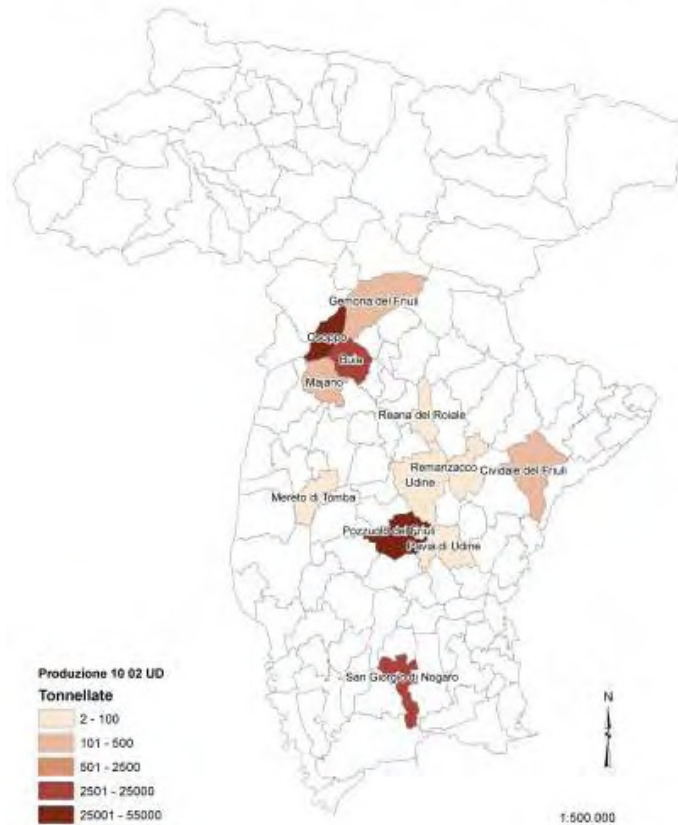 Gemona del Friuli
Osoppo
Buia
Majano
Reana del Roiale
Remanzacco
Cividale del Friuli
Udine
Mereto di Tomba
Pozzuolo del Friuli
Pavia di Udine
San Giorgio di Nogaro
Produzione 10 02 UD
Tonnellate
2 - 100
101 - 500
501 - 2500
2501 - 25000
25001 - 55000
N
1:500.000